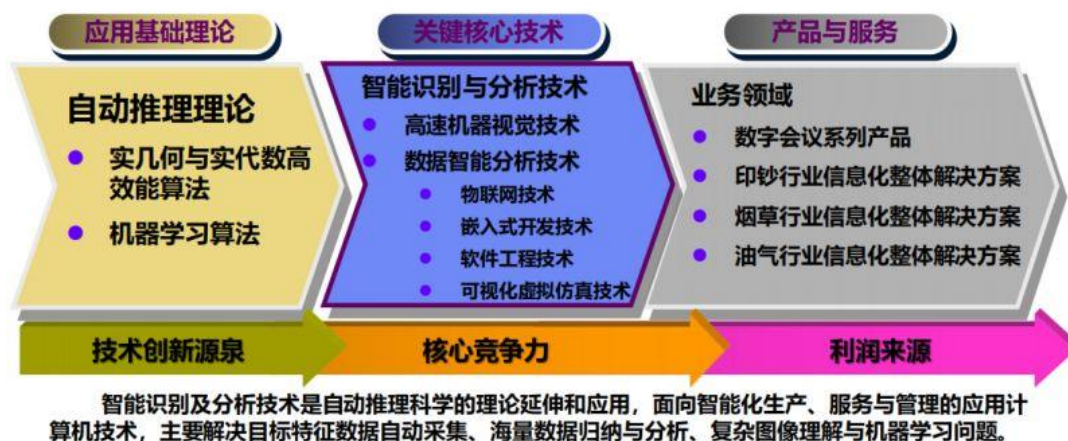 应用基础理论
自动推理理论
实几何与实代数高
效能算法
机器学习算法
技术创新源泉
关键核心技术
智能识别与分析技术
高速机器视觉技术
数据智能分析技术
物联网技术
嵌入式开发技术
软件工程技术
可视化虚拟仿真技术
核心竞争力
产品与服务
业务领域
数字会议系列产品
印钞行业信息化整体解决方案
烟草行业信息化整体解决方案
油气行业信息化整体解决方案
利润来源
智能识别及分析技术是自动推理科学的理论延伸和应用，面向智能化生产、服务与管理的应用计
算机技术，主要解决目标特征数据自动采集、海量数据归纳与分析、复杂图像理解与机器学习问题。